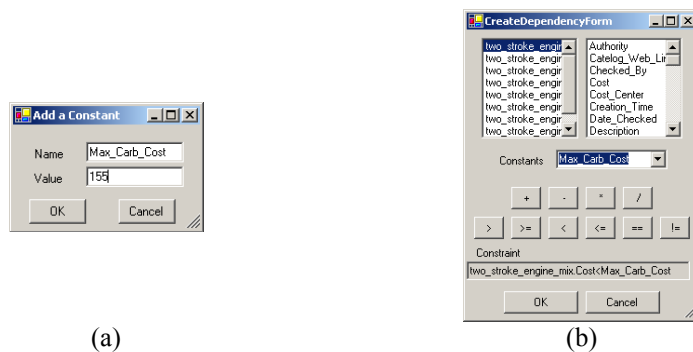 Add a Constant
Name Max_Carb_Cost
Value 155
OK Cancel
(a)
CreateDependencyForm
two_stroke_engir
two_stroke_engir
two_stroke_engir
two_stroke_engir
two_stroke_engir
two_stroke_engir
two_stroke_engir
two_stroke_engir
Authority
Catelog_Web_Lir
Checked_By
Cost
Cost_Center
Creation_Time
Date_Checked
Description
Constants Max_Carb_Cost
+ - * /
> >= < <= == !=
Constraint
two_stroke_engine_mix.Cost<Max_Carb_Cost
OK Cancel
(b)